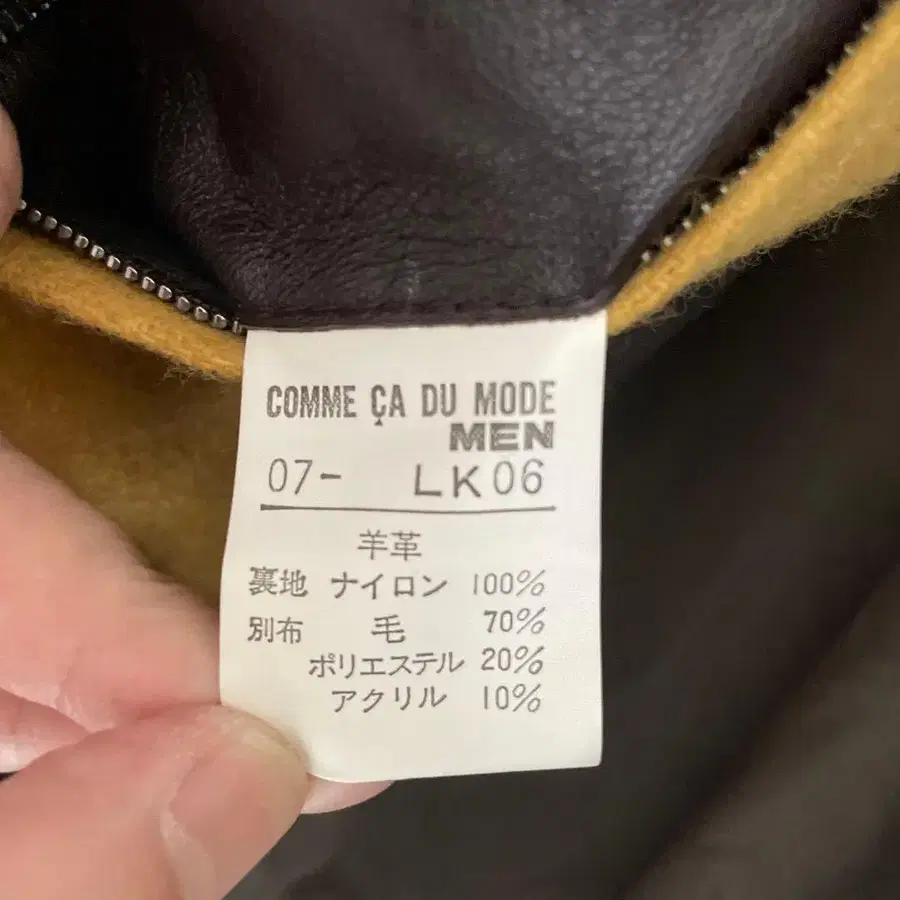 COMME ÇA DU MODE
MEN
07- LK06
羊革
裏地 ナイロン 100%
別布 毛 70%
ポリエステル 20%
アクリル 10%